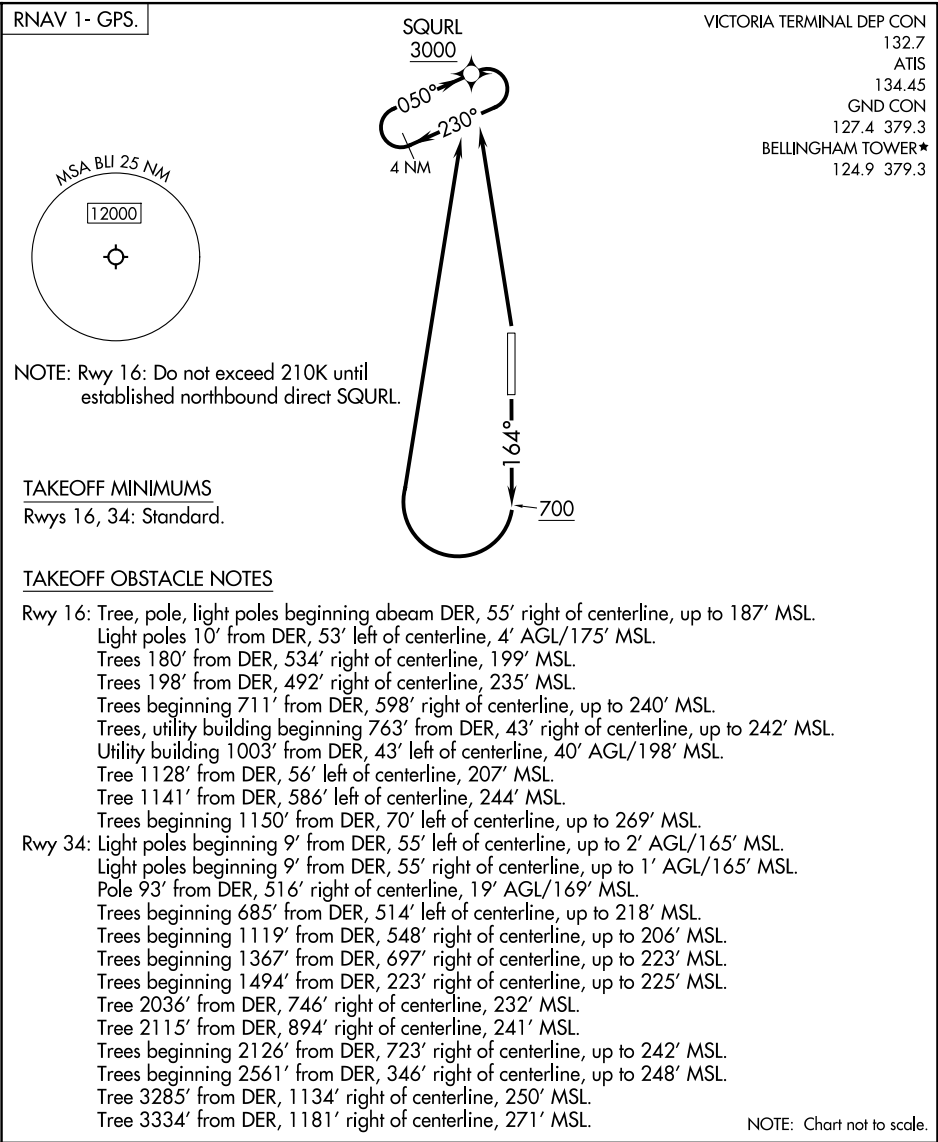 RNAV 1- GPS.
SQURL
3000
VICTORIA TERMINAL DEP CON
132.7
ATIS
134.45
GND CON
127.4 379.3
BELLINGHAM TOWER★
124.9 379.3
050°
230°
4 NM
MSA BLI 25 NM
12000
NOTE: Rwy 16: Do not exceed 210K until
established northbound direct SQURL.
164°
700
TAKEOFF MINIMUMS
Rwys 16, 34: Standard.
TAKEOFF OBSTACLE NOTES
Rwy 16: Tree, pole, light poles beginning abeam DER, 55′ right of centerline, up to 187′ MSL.
Light poles 10′ from DER, 53′ left of centerline, 4′ AGL/175′ MSL.
Trees 180′ from DER, 534′ right of centerline, 199′ MSL.
Trees 198′ from DER, 492′ right of centerline, 235′ MSL.
Trees beginning 711′ from DER, 598′ right of centerline, up to 240′ MSL.
Trees, utility building beginning 763′ from DER, 43′ right of centerline, up to 242′ MSL.
Utility building 1003′ from DER, 43′ left of centerline, 40′ AGL/198′ MSL.
Tree 1128′ from DER, 56′ left of centerline, 207′ MSL.
Tree 1141′ from DER, 586′ left of centerline, 244′ MSL.
Trees beginning 1150′ from DER, 70′ left of centerline, up to 269′ MSL.
Rwy 34: Light poles beginning 9′ from DER, 55′ left of centerline, up to 2′ AGL/165′ MSL.
Light poles beginning 9′ from DER, 55′ right of centerline, up to 1′ AGL/165′ MSL.
Pole 93′ from DER, 516′ right of centerline, 19′ AGL/169′ MSL.
Trees beginning 685′ from DER, 514′ left of centerline, up to 218′ MSL.
Trees beginning 1119′ from DER, 548′ right of centerline, up to 206′ MSL.
Trees beginning 1367′ from DER, 697′ right of centerline, up to 223′ MSL.
Trees beginning 1494′ from DER, 223′ right of centerline, up to 225′ MSL.
Tree 2036′ from DER, 746′ right of centerline, 232′ MSL.
Tree 2115′ from DER, 894′ right of centerline, 241′ MSL.
Trees beginning 2126′ from DER, 723′ right of centerline, up to 242′ MSL.
Trees beginning 2561′ from DER, 346′ right of centerline, up to 248′ MSL.
Tree 3285′ from DER, 1134′ right of centerline, 250′ MSL.
Tree 3334′ from DER, 1181′ right of centerline, 271′ MSL.
NOTE: Chart not to scale.